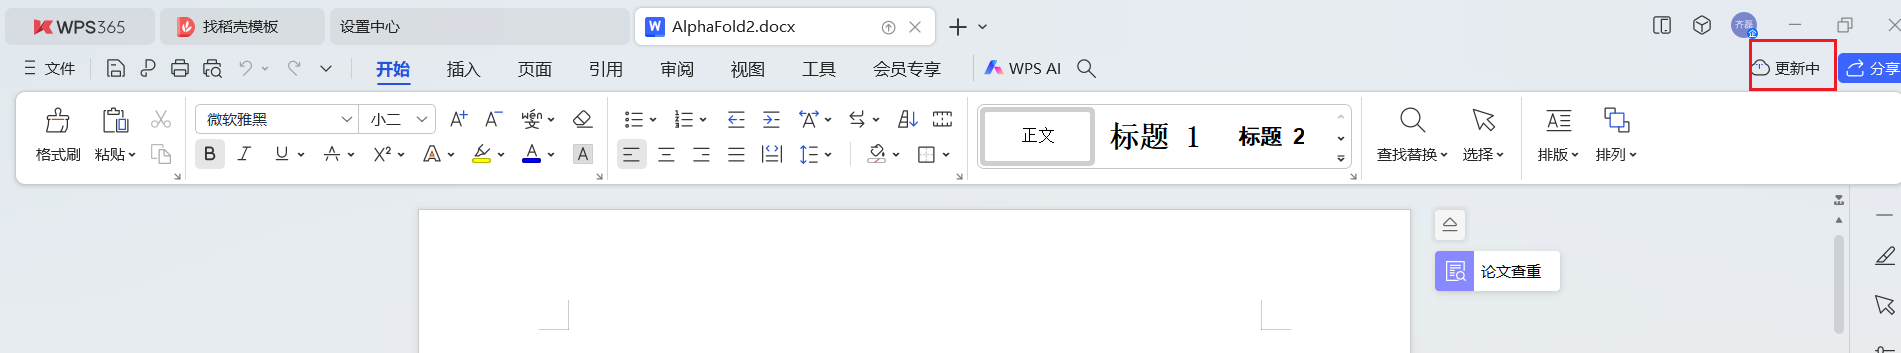 WPS365 找稻壳模板 设置中心 W AlphaFold2.docx 齐磊
文件 开始 插入 页面 引用 审阅 视图 工具 会员专享 WPS AI 更新中 分享
微软雅黑 小二 A+ A- wén
正文 标题 1 标题 2
格式刷 粘贴 B I U A X² A A A 查找替换 选择 排版 排列
论文查重